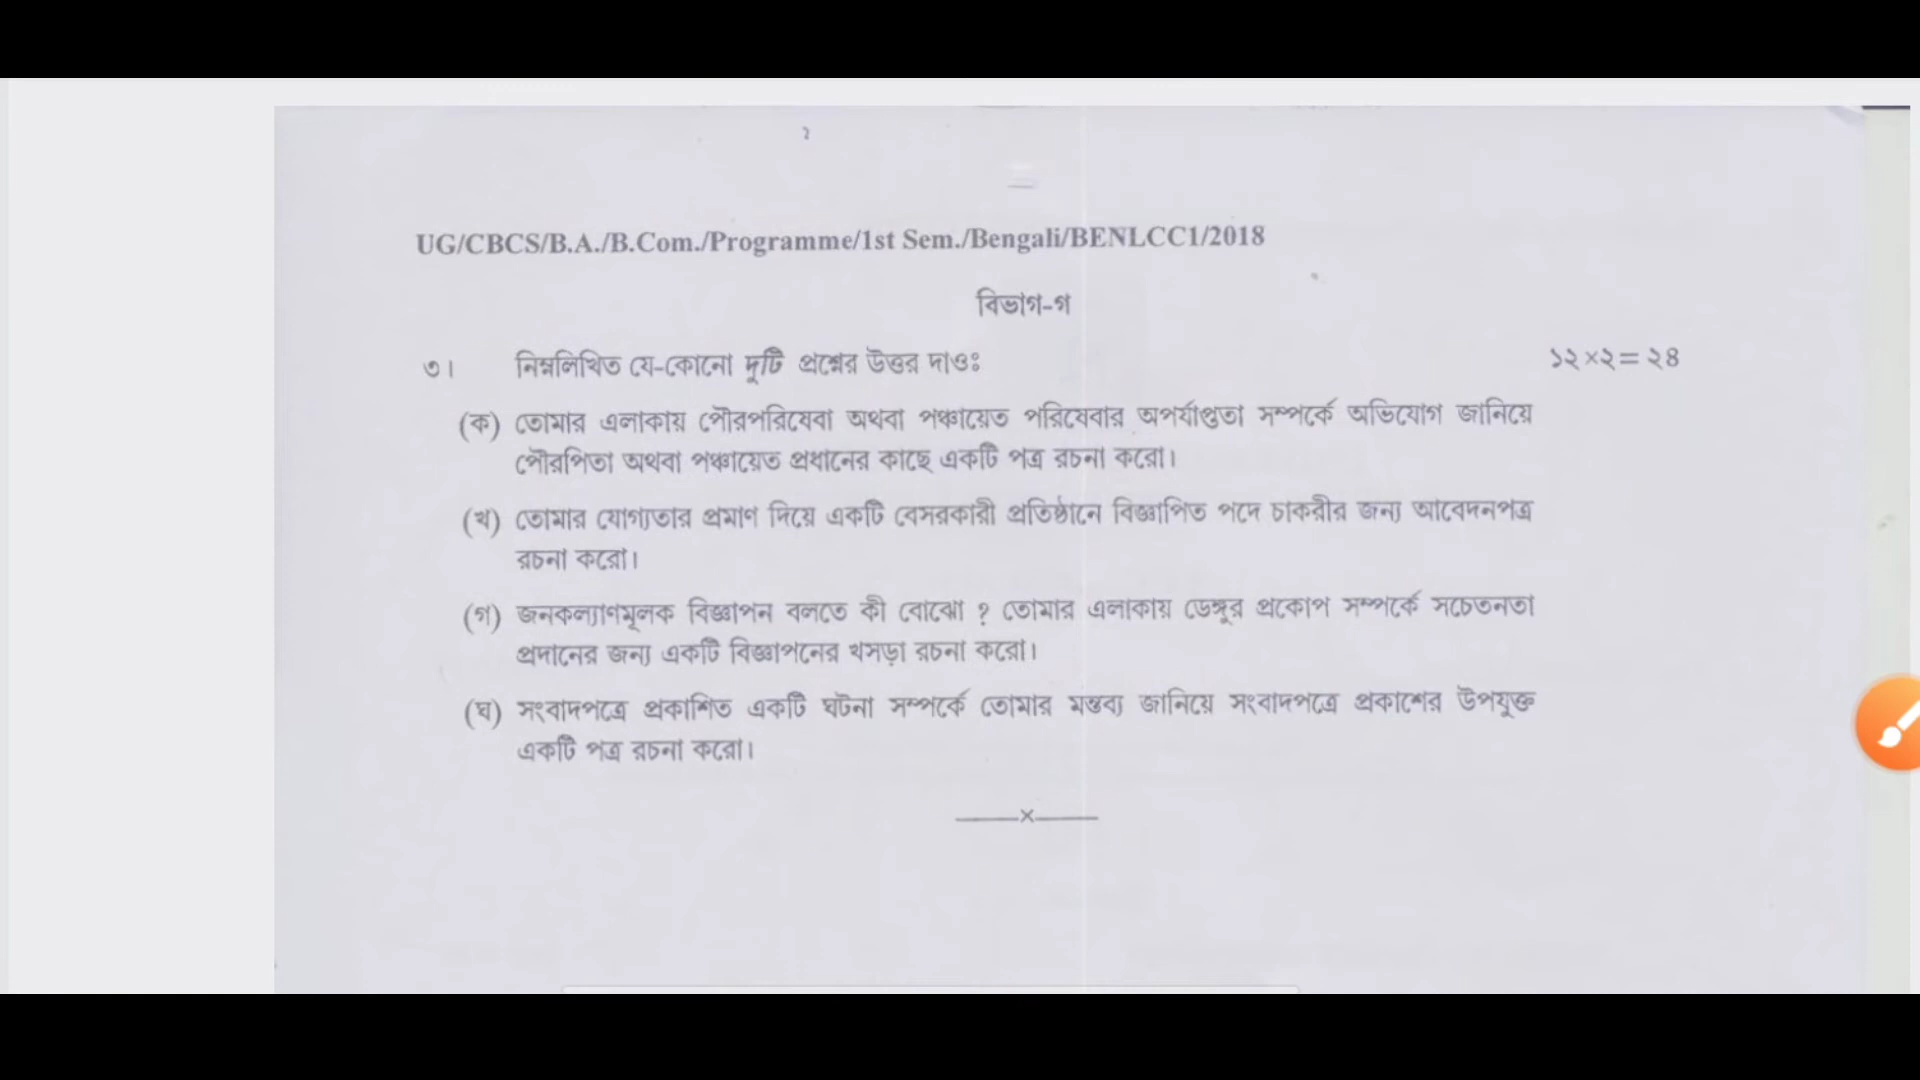 ২
UG/CBCS/B.A./B.Com./Programme/1st Sem./Bengali/BENLCC1/2018
বিভাগ-গ
৩। নিম্নলিখিত যে-কোনো দুটি প্রশ্নের উত্তর দাওঃ ১২×২=২৪
(ক) তোমার এলাকায় পৌরপরিষেবা অথবা পঞ্চায়েত পরিষেবার অপর্যাপ্ততা সম্পর্কে অভিযোগ জানিয়ে
পৌরপিতা অথবা পঞ্চায়েত প্রধানের কাছে একটি পত্র রচনা করো।
(খ) তোমার যোগ্যতার প্রমাণ দিয়ে একটি বেসরকারী প্রতিষ্ঠানে বিজ্ঞাপিত পদে চাকরীর জন্য আবেদনপত্র
রচনা করো।
(গ) জনকল্যাণমূলক বিজ্ঞাপন বলতে কী বোঝো ? তোমার এলাকায় ডেঙ্গুর প্রকোপ সম্পর্কে সচেতনতা
প্রদানের জন্য একটি বিজ্ঞাপনের খসড়া রচনা করো।
(ঘ) সংবাদপত্রে প্রকাশিত একটি ঘটনা সম্পর্কে তোমার মন্তব্য জানিয়ে সংবাদপত্রে প্রকাশের উপযুক্ত
একটি পত্র রচনা করো।
———×———